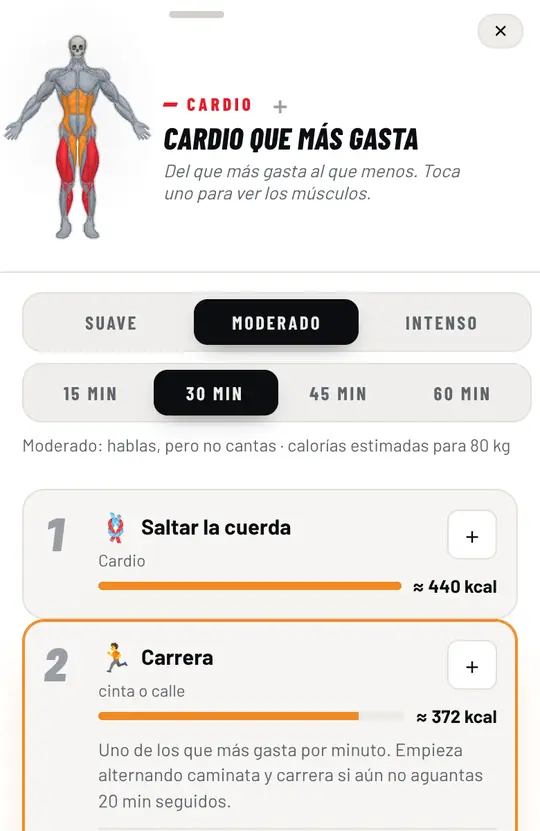 ✕
CARDIO +
CARDIO QUE MÁS GASTA
Del que más gasta al que menos. Toca
uno para ver los músculos.
SUAVE MODERADO INTENSO
15 MIN 30 MIN 45 MIN 60 MIN
Moderado: hablas, pero no cantas · calorías estimadas para 80 kg
1 Saltar la cuerda +
Cardio
≈ 440 kcal
2 Carrera +
cinta o calle
≈ 372 kcal
Uno de los que más gasta por minuto. Empieza
alternando caminata y carrera si aún no aguantas
20 min seguidos.